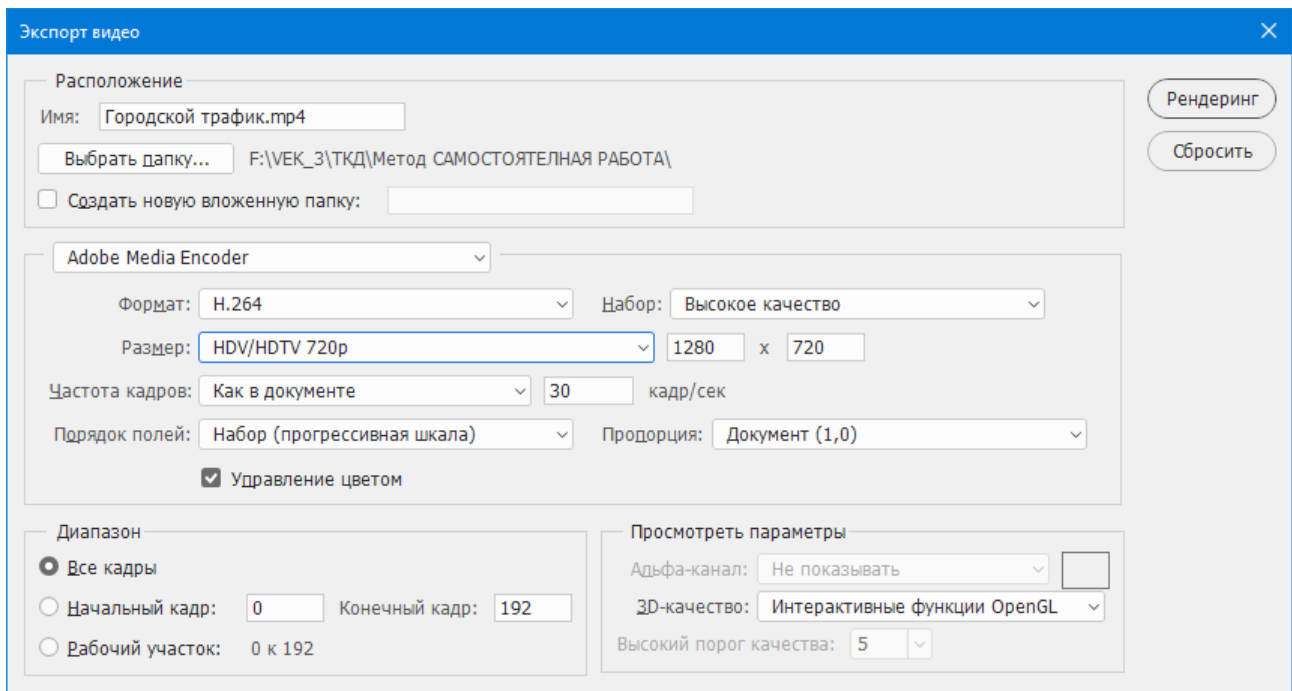 Экспорт видео
Расположение
Имя: Городской трафик.mp4
Выбрать папку... F:\VEK_3\ТКД\Метод САМОСТОЯТЕЛНАЯ РАБОТА\
Создать новую вложенную папку:
Рендеринг
Сбросить
Adobe Media Encoder
Формат: H.264 Набор: Высокое качество
Размер: HDV/HDTV 720p 1280 x 720
Частота кадров: Как в документе 30 кадр/сек
Порядок полей: Набор (прогрессивная шкала) Пропорция: Документ (1,0)
Управление цветом
Диапазон
Все кадры
Начальный кадр: 0 Конечный кадр: 192
Рабочий участок: 0 к 192
Просмотреть параметры
Альфа-канал: Не показывать
3D-качество: Интерактивные функции OpenGL
Высокий порог качества: 5